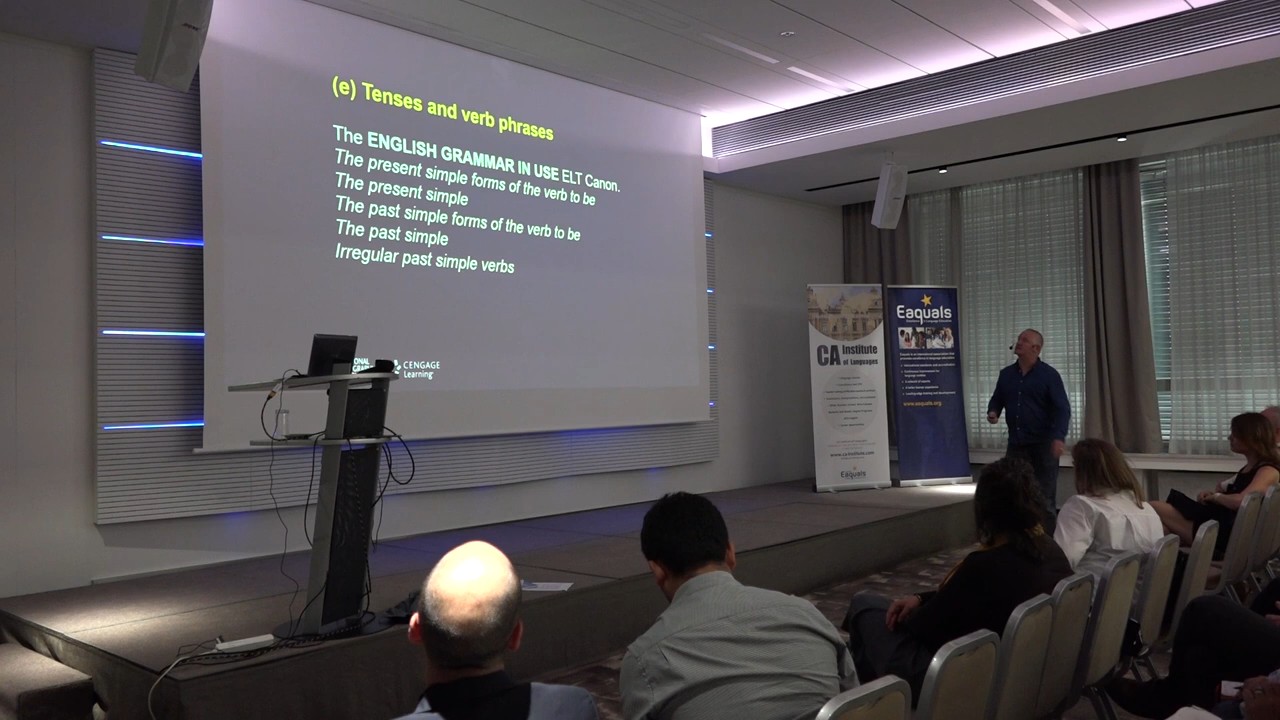 (e) Tenses and verb phrases
The ENGLISH GRAMMAR IN USE ELT Canon.
The present simple forms of the verb to be
The present simple
The past simple forms of the verb to be
The past simple
Irregular past simple verbs
CENGAGE
Learning
CA Institute
of Languages
Eaquals
Eaquals
www.eaquals.org